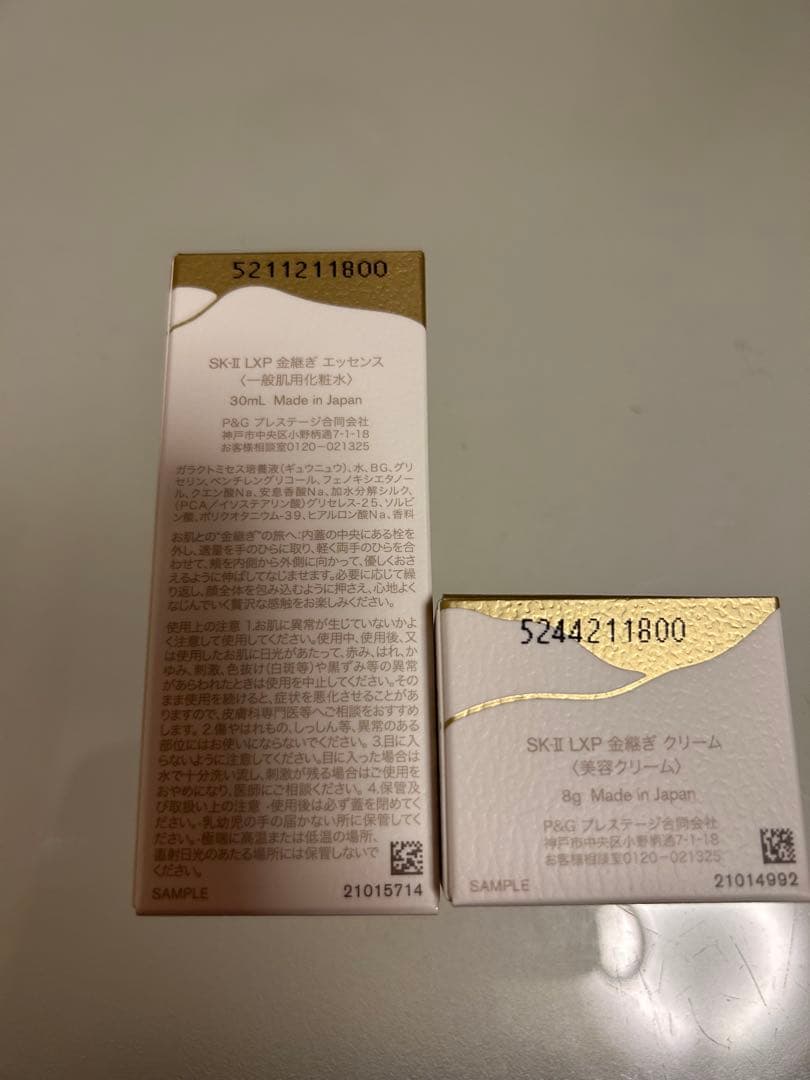 5211211800
SK-II LXP 金継ぎ エッセンス
〈一般肌用化粧水〉
30mL Made in Japan
P&G プレステージ合同会社
神戸市中央区小野柄通7-1-18
お客様相談室0120-021325
ガラクトミセス培養液(ギュウニュウ)、水、BG、グリ
セリン、ペンチレングリコール、フェノキシエタノー
ル、クエン酸Na、安息香酸Na、加水分解シルク、
(PCA/イソステアリン酸)グリセレス-25、ソルビ
ン酸、ポリクオタニウム-39、ヒアルロン酸Na、香料
お肌との“金継ぎ”の旅へ:内蓋の中央にある栓を
外し、適量を手のひらに取り、軽く両手のひらを合
わせて、頬を内側から外側に向かって、優しくおさ
えるように伸ばしてなじませます。必要に応じて繰
り返し、顔全体を包み込むように押さえ、心地よく
なじんでいく贅沢な感触をお楽しみください。
使用上の注意 1.お肌に異常が生じていないかよ
く注意して使用してください。使用中、使用後、又
は使用したお肌に日光があたって、赤み、はれ、か
ゆみ、刺激、色抜け(白斑等)や黒ずみ等の異常
があらわれたときは使用を中止してください。その
まま使用を続けると、症状を悪化させることがあ
りますので、皮膚科専門医等へご相談をおすすめ
します。2.傷やはれもの、しっしん等、異常のある
部位にはお使いにならないでください。3.目に入
らないように注意してください。目に入った場合は
水で十分洗い流し、刺激が残る場合はご使用を
おやめになり、医師にご相談ください。4.保管及
び取扱い上の注意 -使用後は必ず蓋を閉めてく
ださい。-乳幼児の手の届かない所に保管してく
ださい。-極端に高温または低温の場所、
直射日光のあたる場所には保管しないで
ください。
SAMPLE
21015714
5244211800
SK-II LXP 金継ぎ クリーム
〈美容クリーム〉
8g Made in Japan
P&G プレステージ合同会社
神戸市中央区小野柄通7-1-18
お客様相談室0120-021325
SAMPLE
21014992